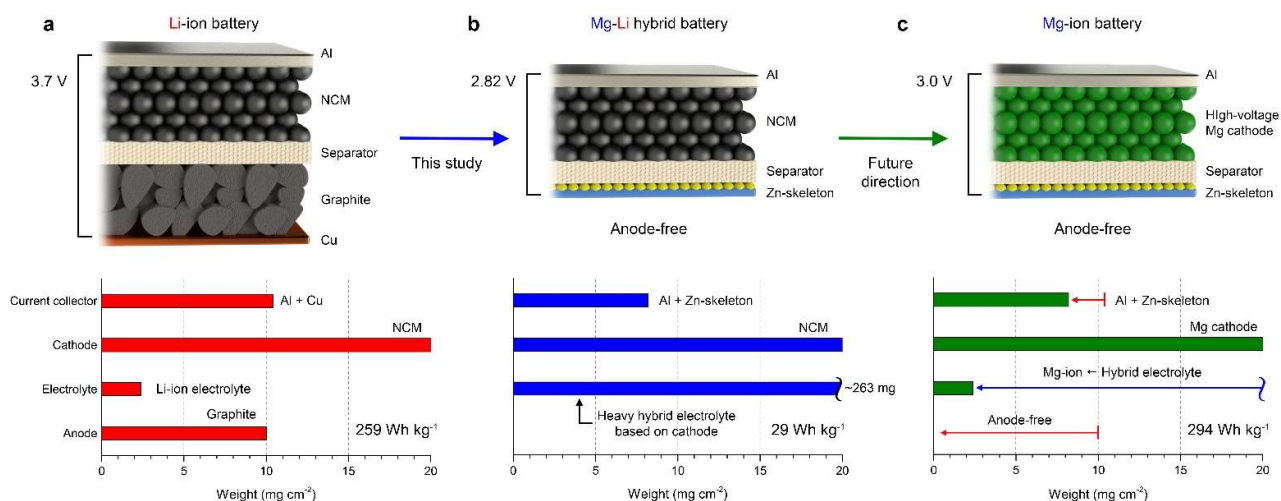 a
Li-ion battery
3.7 V
Al
NCM
Separator
Graphite
Cu
This study
b
Mg-Li hybrid battery
2.82 V
Al
NCM
Separator
Zn-skeleton
Anode-free
Future
direction
c
Mg-ion battery
3.0 V
Al
HIgh-voltage
Mg cathode
Separator
Zn-skeleton
Anode-free
Current collector
Cathode
Electrolyte
Anode
Al + Cu
NCM
Li-ion electrolyte
Graphite
259 Wh kg⁻¹
0 5 10 15 20
Weight (mg cm⁻²)
Al + Zn-skeleton
NCM
~263 mg
Heavy hybrid electrolyte
based on cathode
29 Wh kg⁻¹
0 5 10 15 20
Weight (mg cm⁻²)
Al + Zn-skeleton
Mg cathode
Mg-ion ← Hybrid electrolyte
Anode-free
294 Wh kg⁻¹
0 5 10 15 20
Weight (mg cm⁻²)